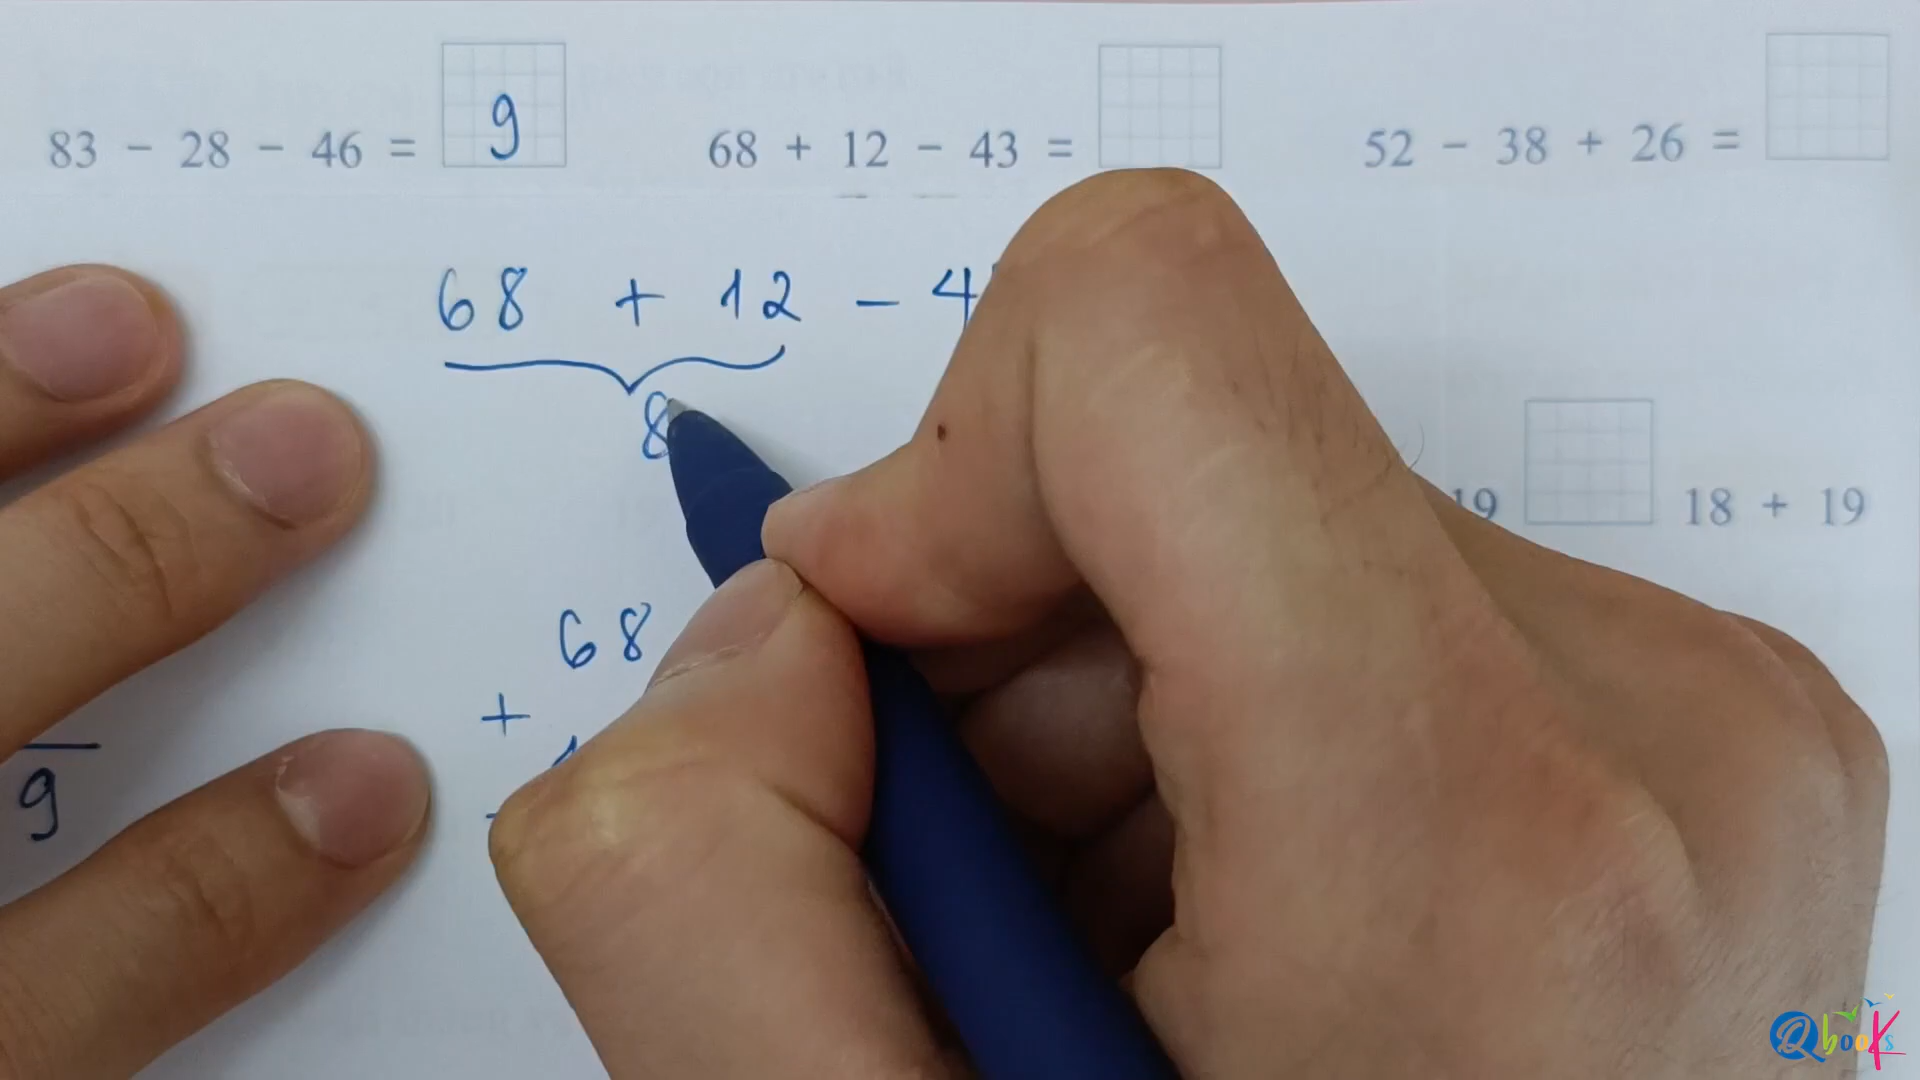 83 - 28 - 46 = 9
68 + 12 - 43 =
52 - 38 + 26 =
68 + 12 - 4
8
19
18 + 19
68
+
9
Qbooks